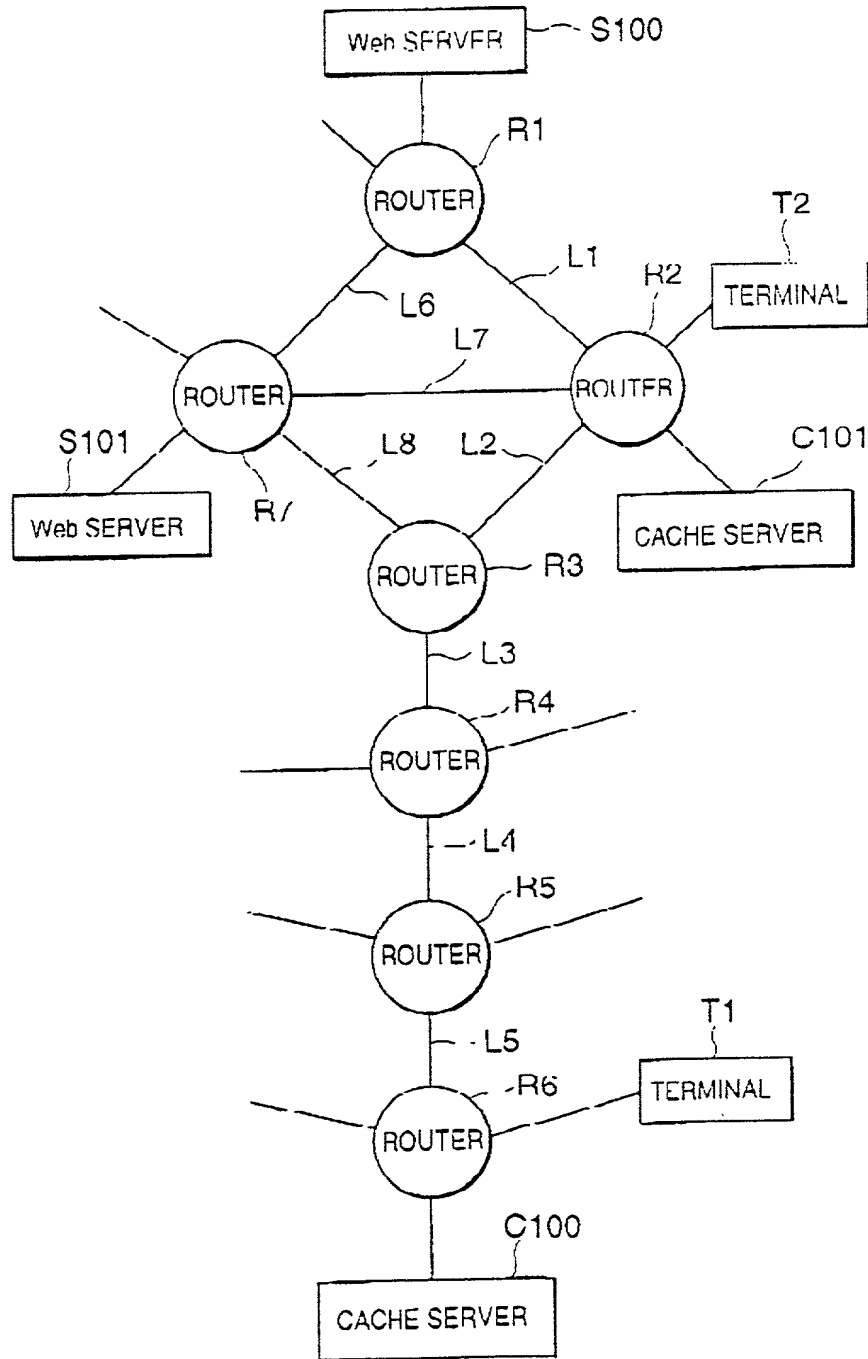 Web SERVER
S100
R1
ROUTER
T2
L1
R2
TERMINAL
L6
L7
ROUTER
ROUTER
S101
L8
L2
C101
Web SERVER
R7
CACHE SERVER
ROUTER
R3
L3
R4
ROUTER
L4
R5
ROUTER
T1
L5
R6
TERMINAL
ROUTER
C100
CACHE SERVER